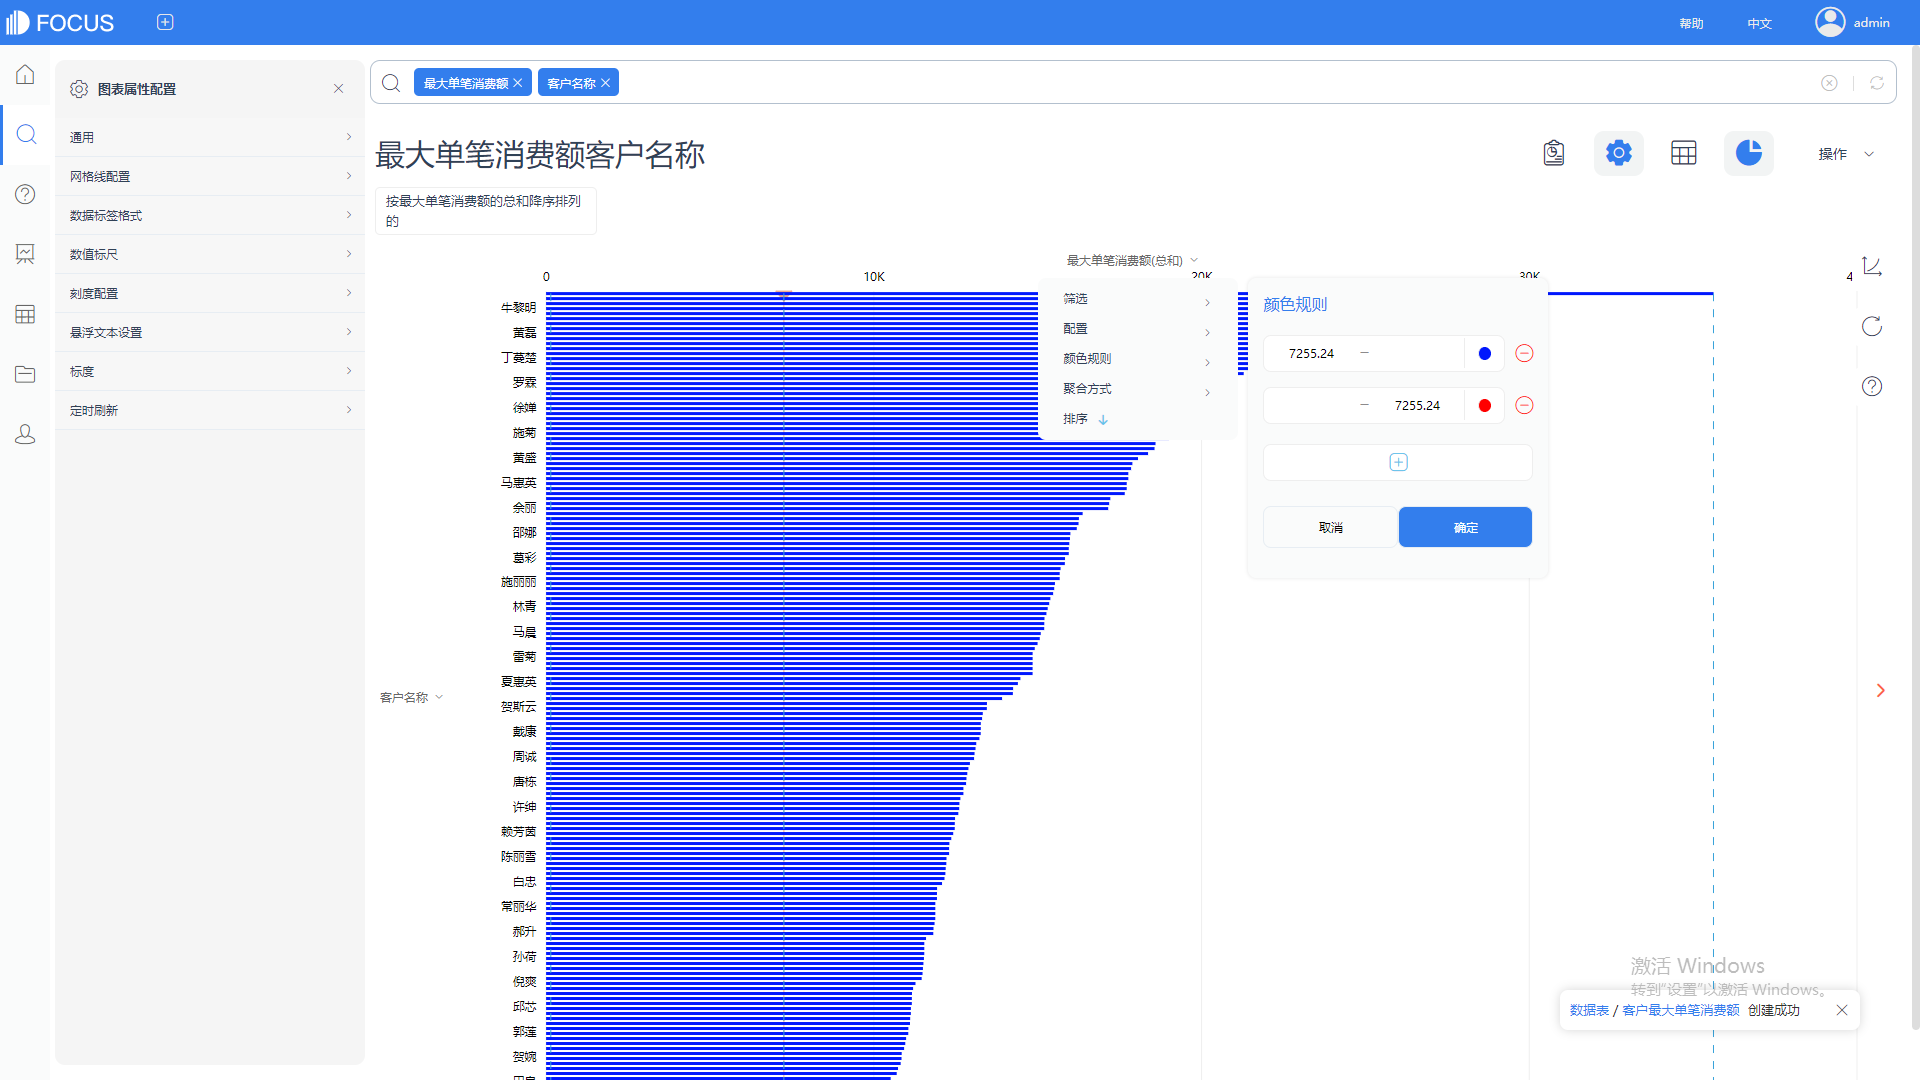 FOCUS
帮助
中文
admin
图表属性配置
通用
网格线配置
数据标签格式
数值标尺
刻度配置
悬浮文本设置
标度
定时刷新
最大单笔消费额
客户名称
最大单笔消费额客户名称
操作
按最大单笔消费额的总和降序排列
的
最大单笔消费额(总和)
0
10K
20K
30K
4
筛选
配置
颜色规则
聚合方式
排序
颜色规则
7255.24 –
– 7255.24
取消
确定
客户名称
牛黎明
黄磊
丁蕠楚
罗霖
徐婵
施菊
黄盛
马惠英
余丽
邵娜
葛彩
施丽丽
林青
马晨
雷菊
夏惠英
贺斯云
戴康
周诚
唐栋
许绅
赖芳茵
陈丽雪
白忠
常丽华
郝升
孙荷
倪爽
邱芯
郭莲
贺婉
激活 Windows
转到“设置”以激活 Windows。
数据表 / 客户最大单笔消费额 创建成功